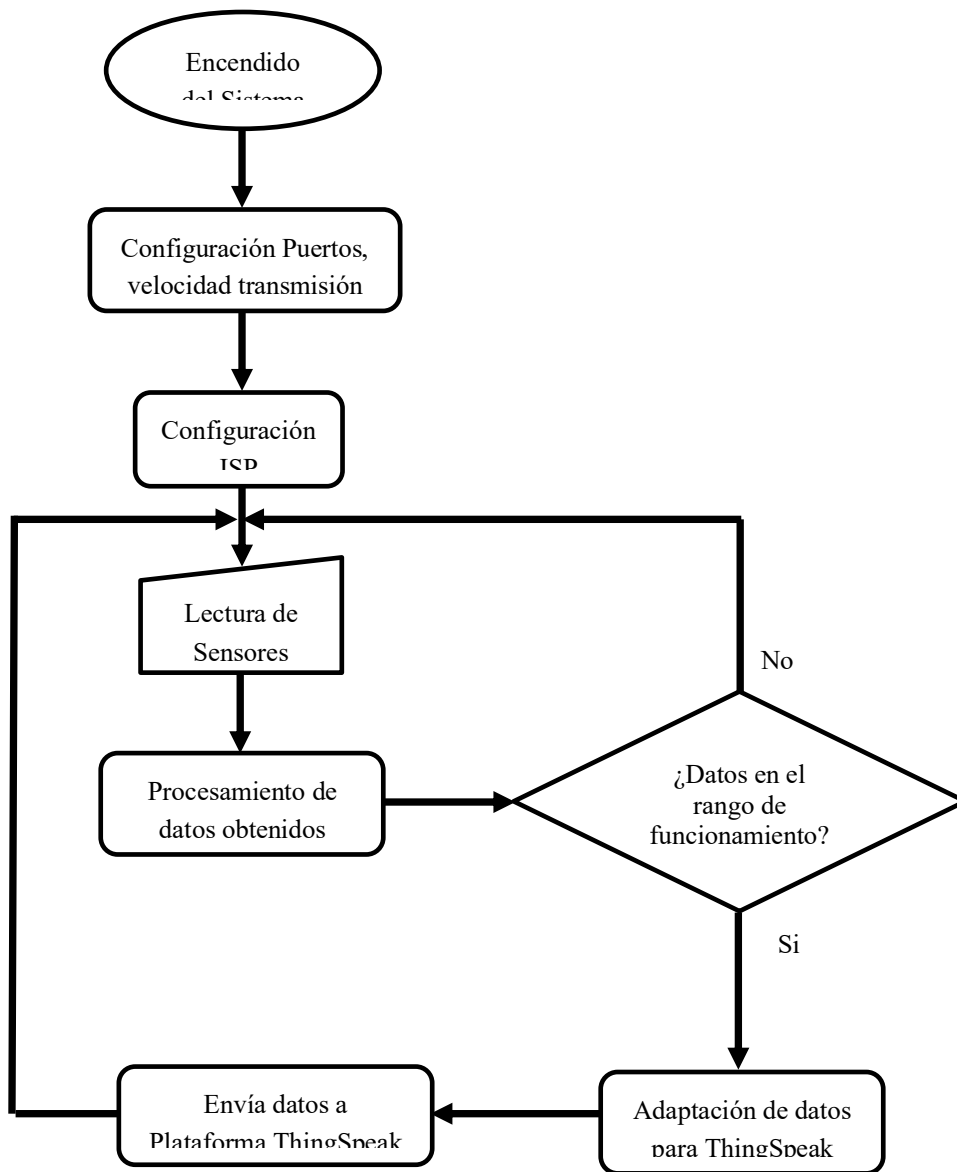 Encendido
del Sistema
Configuración Puertos,
velocidad transmisión
Configuración
Lectura de
Sensores
No
Procesamiento de
datos obtenidos
¿Datos en el
rango de
funcionamiento?
Si
Envía datos a
Plataforma ThingSpeak
Adaptación de datos
para ThingSpeak